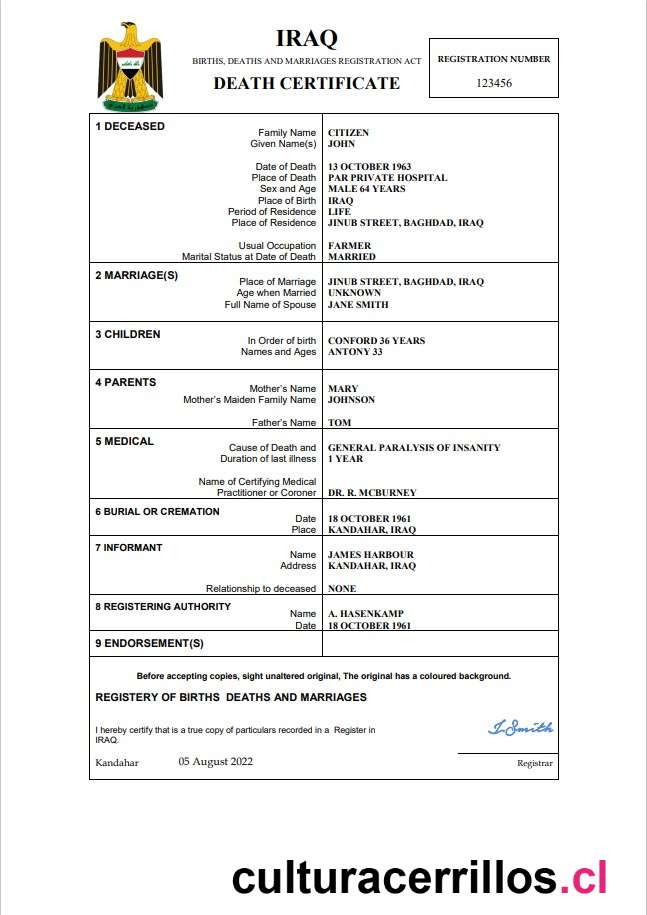 IRAQ
BIRTHS, DEATHS AND MARRIAGES REGISTRATION ACT
DEATH CERTIFICATE
REGISTRATION NUMBER
123456
1 DECEASED
Family Name CITIZEN
Given Name(s) JOHN
Date of Death 13 OCTOBER 1963
Place of Death PAR PRIVATE HOSPITAL
Sex and Age MALE 64 YEARS
Place of Birth IRAQ
Period of Residence LIFE
Place of Residence JINUB STREET, BAGHDAD, IRAQ
Usual Occupation FARMER
Marital Status at Date of Death MARRIED
2 MARRIAGE(S)
Place of Marriage JINUB STREET, BAGHDAD, IRAQ
Age when Married UNKNOWN
Full Name of Spouse JANE SMITH
3 CHILDREN
In Order of birth CONFORD 36 YEARS
Names and Ages ANTONY 33
4 PARENTS
Mother's Name MARY
Mother's Maiden Family Name JOHNSON
Father's Name TOM
5 MEDICAL
Cause of Death and GENERAL PARALYSIS OF INSANITY
Duration of last illness 1 YEAR
Name of Certifying Medical
Practitioner or Coroner DR. R. MCBURNEY
6 BURIAL OR CREMATION
Date 18 OCTOBER 1961
Place KANDAHAR, IRAQ
7 INFORMANT
Name JAMES HARBOUR
Address KANDAHAR, IRAQ
Relationship to deceased NONE
8 REGISTERING AUTHORITY
Name A. HASENKAMP
Date 18 OCTOBER 1961
9 ENDORSEMENT(S)
Before accepting copies, sight unaltered original, The original has a coloured background.
REGISTERY OF BIRTHS DEATHS AND MARRIAGES
I hereby certify that is a true copy of particulars recorded in a Register in
IRAQ.
I.Smith
Kandahar 05 August 2022
Registrar
culturacerrillos.cl